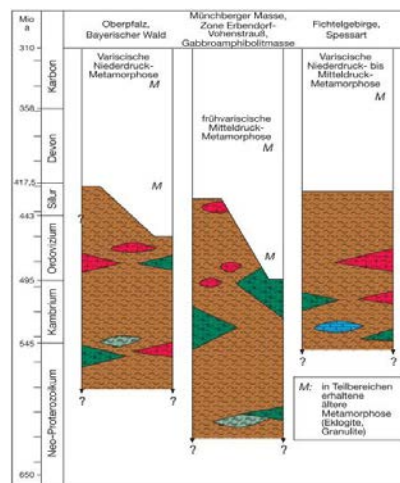 Mio
a
Oberpfalz,
Bayerischer Wald
Münchberger Masse,
Zone Erbendorf-
Vohenstrauß,
Gabbroamphibolitmasse
Fichtelgebirge,
Spessart
310
358
417,5
443
495
545
650
Karbon
Devon
Silur
Ordovizium
Kambrium
Neo-Proterozoikum
Variscische
Niederdruck-
Metamorphose
M
M
?
? ?
frühvariscische
Mitteldruck-
Metamorphose
M
M
? ?
Variscische
Niederdruck- bis
Mitteldruck-
Metamorphose
M
? ?
M: in Teilbereichen
erhaltene
ältere
Metamorphose
(Eklogite,
Granulite)